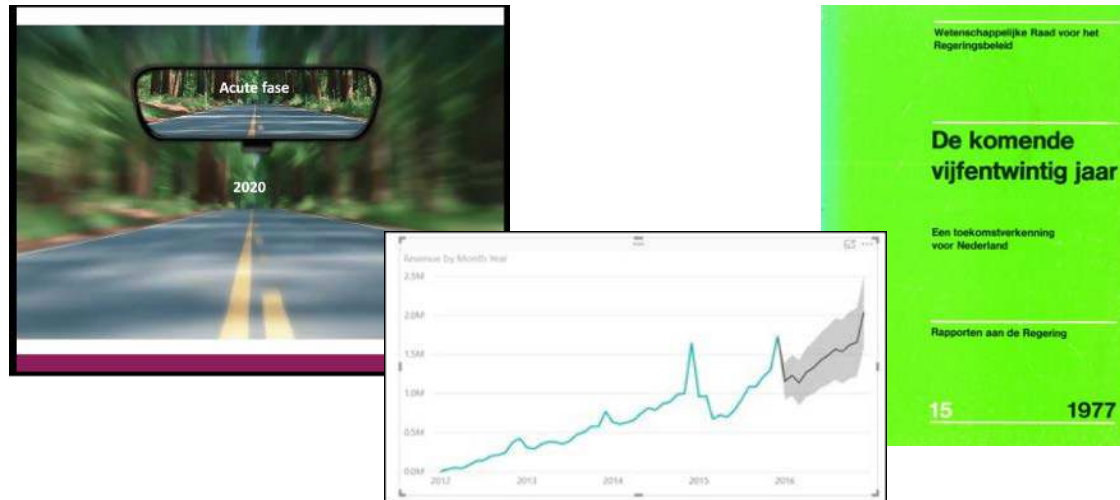 Acute fase
2020
Revenue by Month Year
2.5M
2.0M
1.5M
1.0M
0.5M
0.0M
2012
2013
2014
2015
2016
Wetenschappelijke Raad voor het
Regeringsbeleid
De komende
vijfentwintig jaar
Een toekomstverkenning
voor Nederland
Rapporten aan de Regering
15
1977